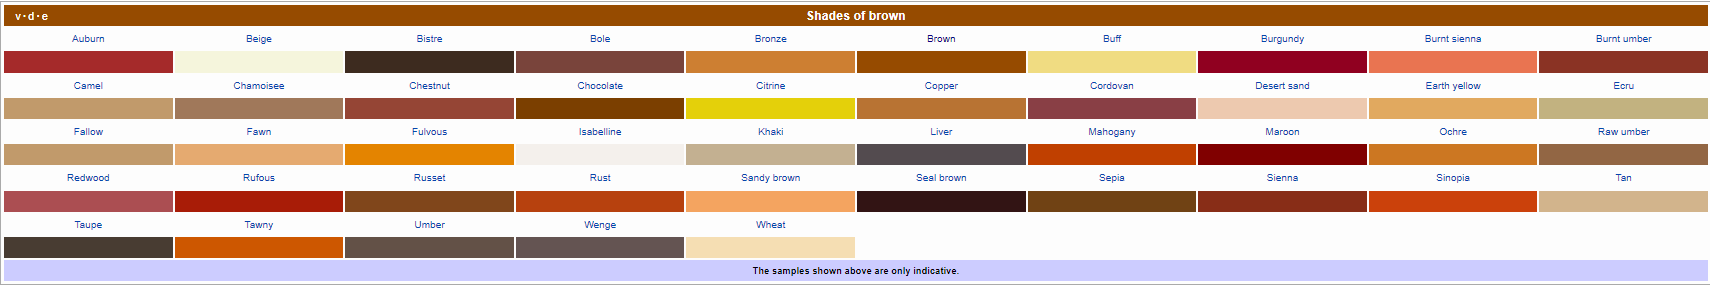 v · d · e Shades of brown
Auburn Beige Bistre Bole Bronze Brown Buff Burgundy Burnt sienna Burnt umber
Camel Chamoisee Chestnut Chocolate Citrine Copper Cordovan Desert sand Earth yellow Ecru
Fallow Fawn Fulvous Isabelline Khaki Liver Mahogany Maroon Ochre Raw umber
Redwood Rufous Russet Rust Sandy brown Seal brown Sepia Sienna Sinopia Tan
Taupe Tawny Umber Wenge Wheat
The samples shown above are only indicative.